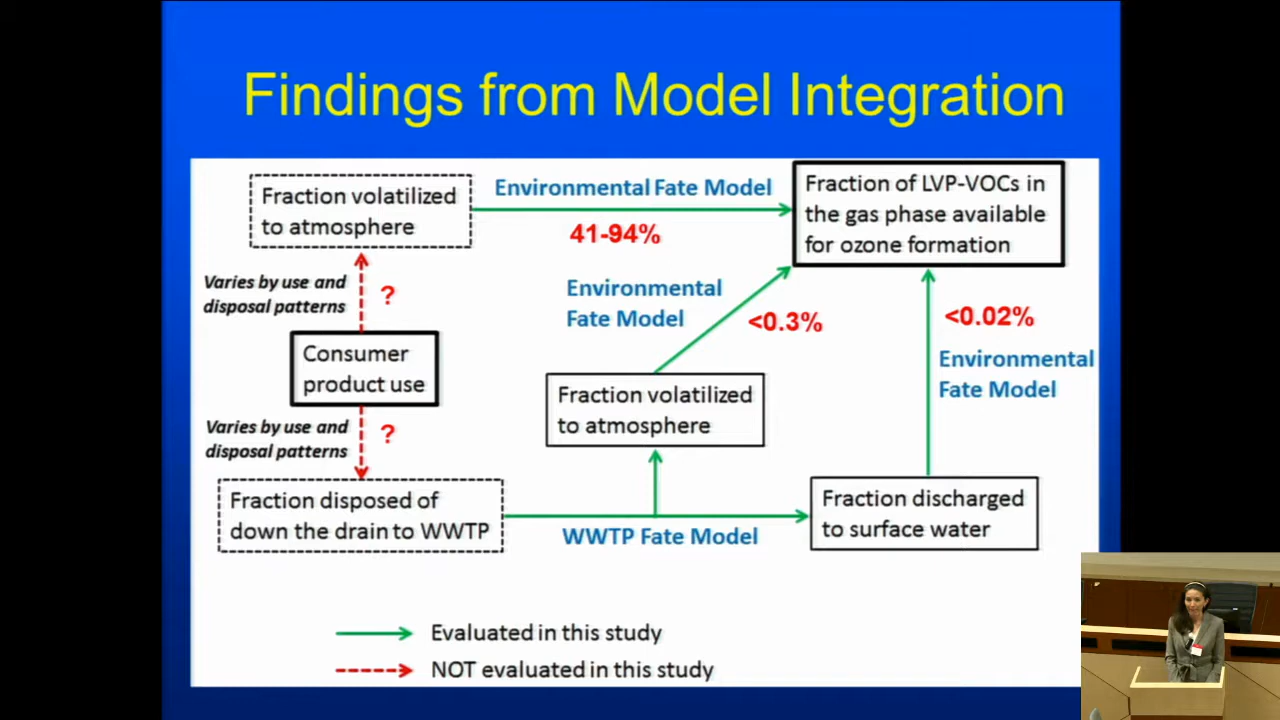 Findings from Model Integration
Fraction volatilized
to atmosphere
Environmental Fate Model
41-94%
Fraction of LVP-VOCs in
the gas phase available
for ozone formation
Varies by use and
disposal patterns
?
Environmental
Fate Model
<0.3%
<0.02%
Environmental
Fate Model
Consumer
product use
Fraction volatilized
to atmosphere
Varies by use and
disposal patterns
?
Fraction disposed of
down the drain to WWTP
WWTP Fate Model
Fraction discharged
to surface water
Evaluated in this study
NOT evaluated in this study